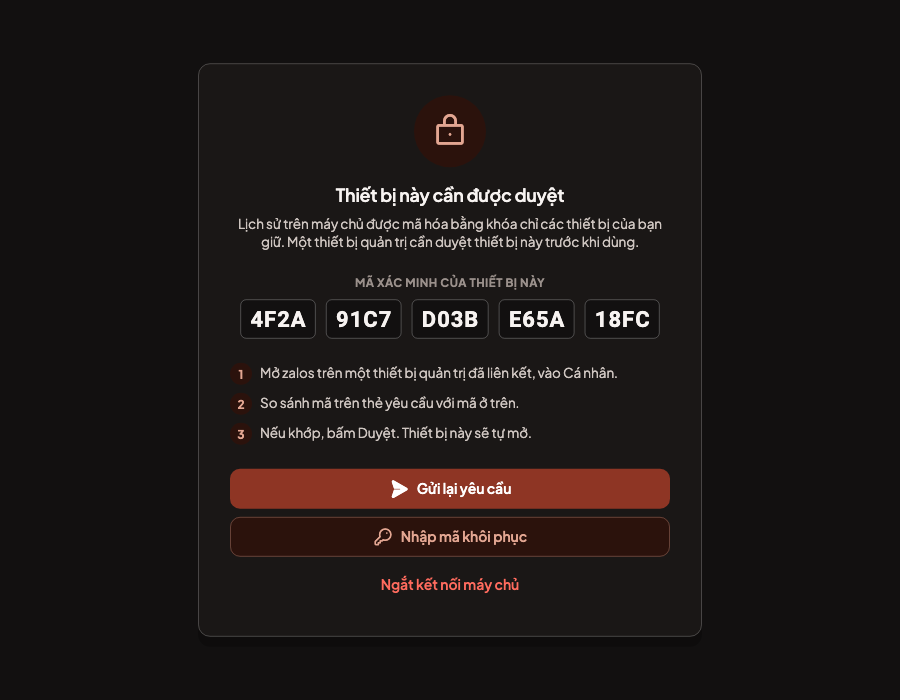 Thiết bị này cần được duyệt
Lịch sử trên máy chủ được mã hóa bằng khóa chỉ các thiết bị của bạn
giữ. Một thiết bị quản trị cần duyệt thiết bị này trước khi dùng.
MÃ XÁC MINH CỦA THIẾT BỊ NÀY
4F2A 91C7 D03B E65A 18FC
1 Mở zalos trên một thiết bị quản trị đã liên kết, vào Cá nhân.
2 So sánh mã trên thẻ yêu cầu với mã ở trên.
3 Nếu khớp, bấm Duyệt. Thiết bị này sẽ tự mở.
Gửi lại yêu cầu
Nhập mã khôi phục
Ngắt kết nối máy chủ